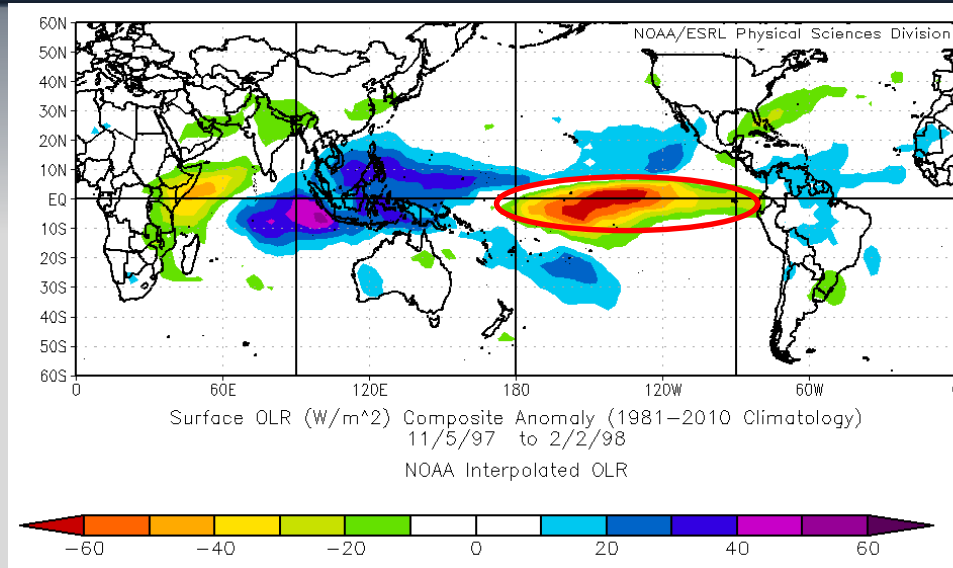 NOAA/ESRL Physical Sciences Division
60N
50N
40N
30N
20N
10N
EQ
10S
20S
30S
40S
50S
60S
0 60E 120E 180 120W 60W 0
Surface OLR (W/m^2) Composite Anomaly (1981-2010 Climatology)
11/5/97 to 2/2/98
NOAA Interpolated OLR
-60 -40 -20 0 20 40 60